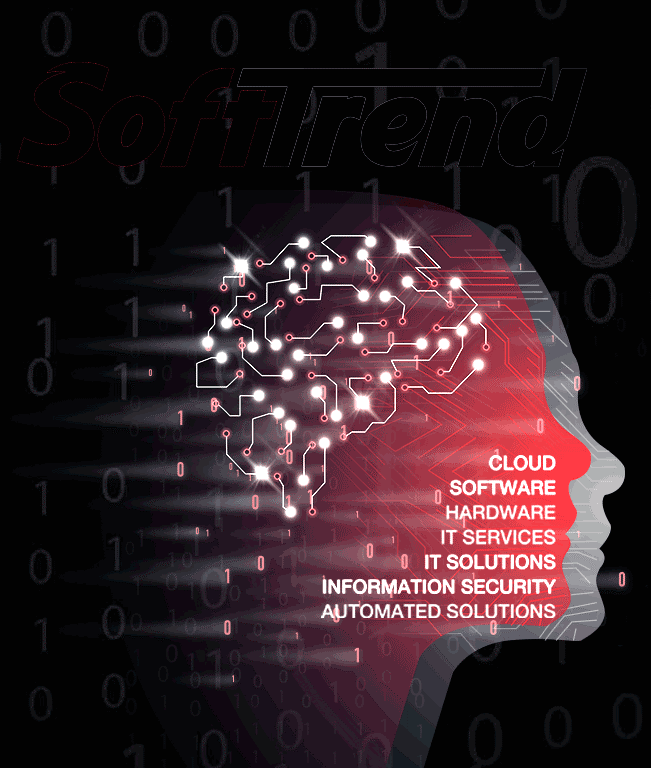 SoftTrend
CLOUD
SOFTWARE
HARDWARE
IT SERVICES
IT SOLUTIONS
INFORMATION SECURITY
AUTOMATED SOLUTIONS